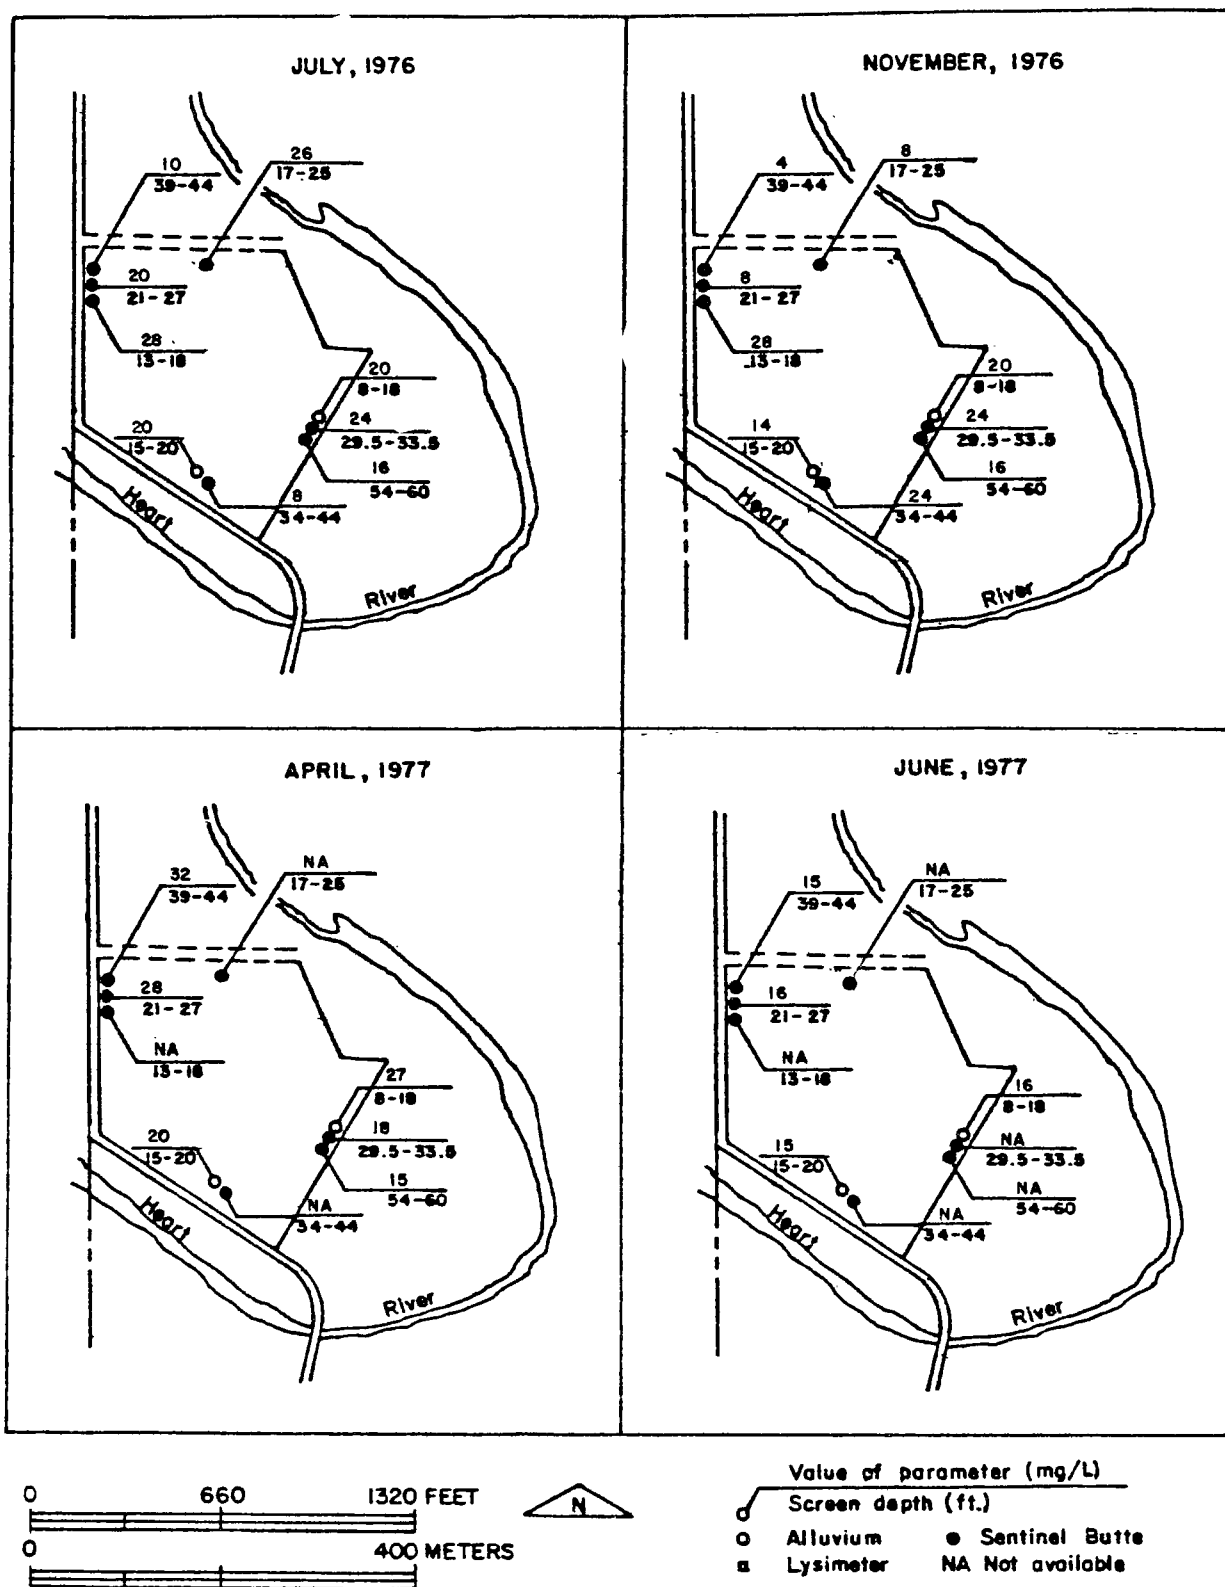 JULY, 1976
10
39-44
26
17-25
20
21-27
28
13-18
20
8-18
24
29.5-33.5
16
54-60
20
15-20
8
34-44
Heart
River
NOVEMBER, 1976
4
39-44
8
17-25
8
21-27
28
13-18
20
8-18
24
29.5-33.5
16
54-60
14
15-20
24
34-44
Heart
River
APRIL, 1977
32
39-44
NA
17-25
28
21-27
NA
13-18
27
8-18
18
29.5-33.5
15
54-60
20
15-20
NA
34-44
Heart
River
JUNE, 1977
15
39-44
NA
17-25
16
21-27
NA
13-18
16
8-18
NA
29.5-33.5
NA
54-60
15
15-20
NA
34-44
Heart
River
0 660 1320 FEET
0 400 METERS
N
Value of parameter (mg/L)
Screen depth (ft.)
Alluvium Sentinel Butte
Lysimeter NA Not available